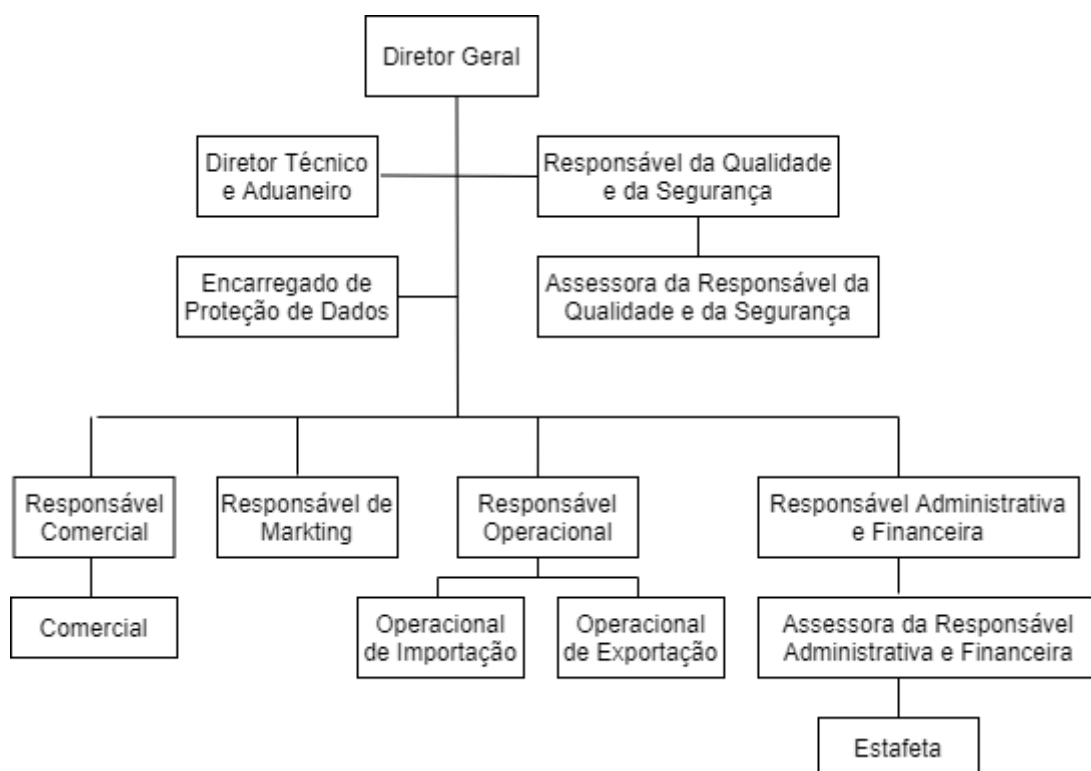 Diretor Geral
Diretor Técnico
e Aduaneiro
Responsável da Qualidade
e da Segurança
Encarregado de
Proteção de Dados
Assessora da Responsável da
Qualidade e da Segurança
Responsável
Comercial
Responsável de
Markting
Responsável
Operacional
Responsável Administrativa
e Financeira
Comercial
Operacional
de Importação
Operacional
de Exportação
Assessora da Responsável
Administrativa e Financeira
Estafeta